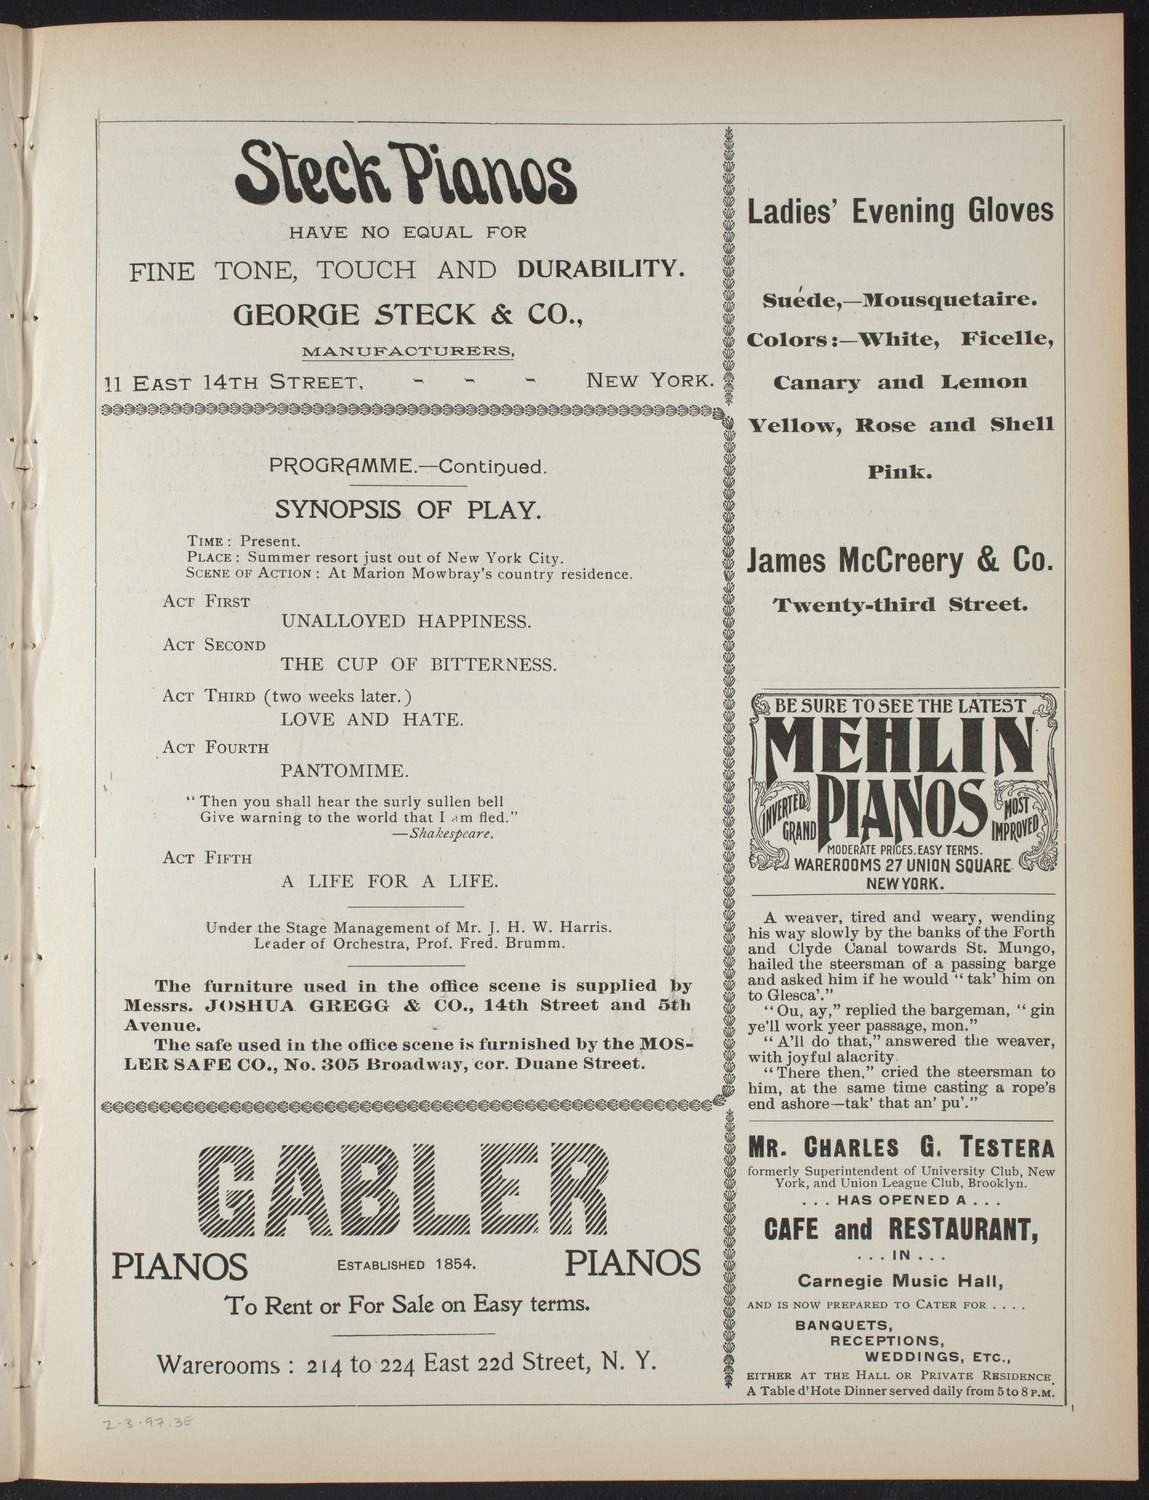 Steck Pianos
HAVE NO EQUAL FOR
FINE TONE, TOUCH AND DURABILITY.
GEORGE STECK & CO.,
MANUFACTURERS,
11 EAST 14TH STREET, - - - NEW YORK.
PROGRAMME.—Continued.
SYNOPSIS OF PLAY.
TIME : Present.
PLACE : Summer resort just out of New York City.
SCENE OF ACTION : At Marion Mowbray's country residence.
ACT FIRST
UNALLOYED HAPPINESS.
ACT SECOND
THE CUP OF BITTERNESS.
ACT THIRD (two weeks later.)
LOVE AND HATE.
ACT FOURTH
PANTOMIME.
" Then you shall hear the surly sullen bell
Give warning to the world that I am fled."
—Shakespeare.
ACT FIFTH
A LIFE FOR A LIFE.
Under the Stage Management of Mr. J. H. W. Harris.
Leader of Orchestra, Prof. Fred. Brumm.
The furniture used in the office scene is supplied by
Messrs. JOSHUA GREGG & CO., 14th Street and 5th
Avenue.
The safe used in the office scene is furnished by the MOS-
LER SAFE CO., No. 305 Broadway, cor. Duane Street.
GABLER
PIANOS ESTABLISHED 1854. PIANOS
To Rent or For Sale on Easy terms.
Warerooms : 214 to 224 East 22d Street, N. Y.
Ladies' Evening Gloves
Suéde,—Mousquetaire.
Colors:—White, Ficelle,
Canary and Lemon
Yellow, Rose and Shell
Pink.
James McCreery & Co.
Twenty-third Street.
BE SURE TO SEE THE LATEST
MEHLIN
PIANOS
INVERTED GRAND
MOST IMPROVED
MODERATE PRICES. EASY TERMS.
WAREROOMS 27 UNION SQUARE
NEW YORK.
A weaver, tired and weary, wending
his way slowly by the banks of the Forth
and Clyde Canal towards St. Mungo,
hailed the steersman of a passing barge
and asked him if he would " tak' him on
to Glesca'."
" Ou, ay," replied the bargeman, " gin
ye'll work yeer passage, mon."
" A'll do that," answered the weaver,
with joyful alacrity.
" There then," cried the steersman to
him, at the same time casting a rope's
end ashore—tak' that an' pu'."
MR. CHARLES G. TESTERA
formerly Superintendent of University Club, New
York, and Union League Club, Brooklyn.
. . . HAS OPENED A . . .
CAFE and RESTAURANT,
. . . IN . . .
Carnegie Music Hall,
AND IS NOW PREPARED TO CATER FOR . . . .
BANQUETS,
RECEPTIONS,
WEDDINGS, ETC.,
EITHER AT THE HALL OR PRIVATE RESIDENCE.
A Table d'Hote Dinner served daily from 5 to 8 P.M.
2-3-97.3E